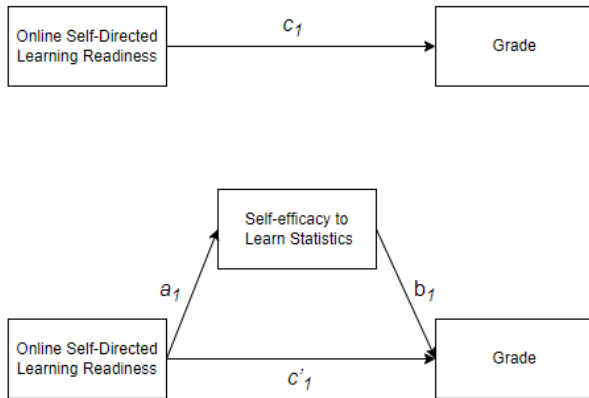 Online Self-Directed
Learning Readiness
c1
Grade
Self-efficacy to
Learn Statistics
a1
b1
Online Self-Directed
Learning Readiness
c'1
Grade